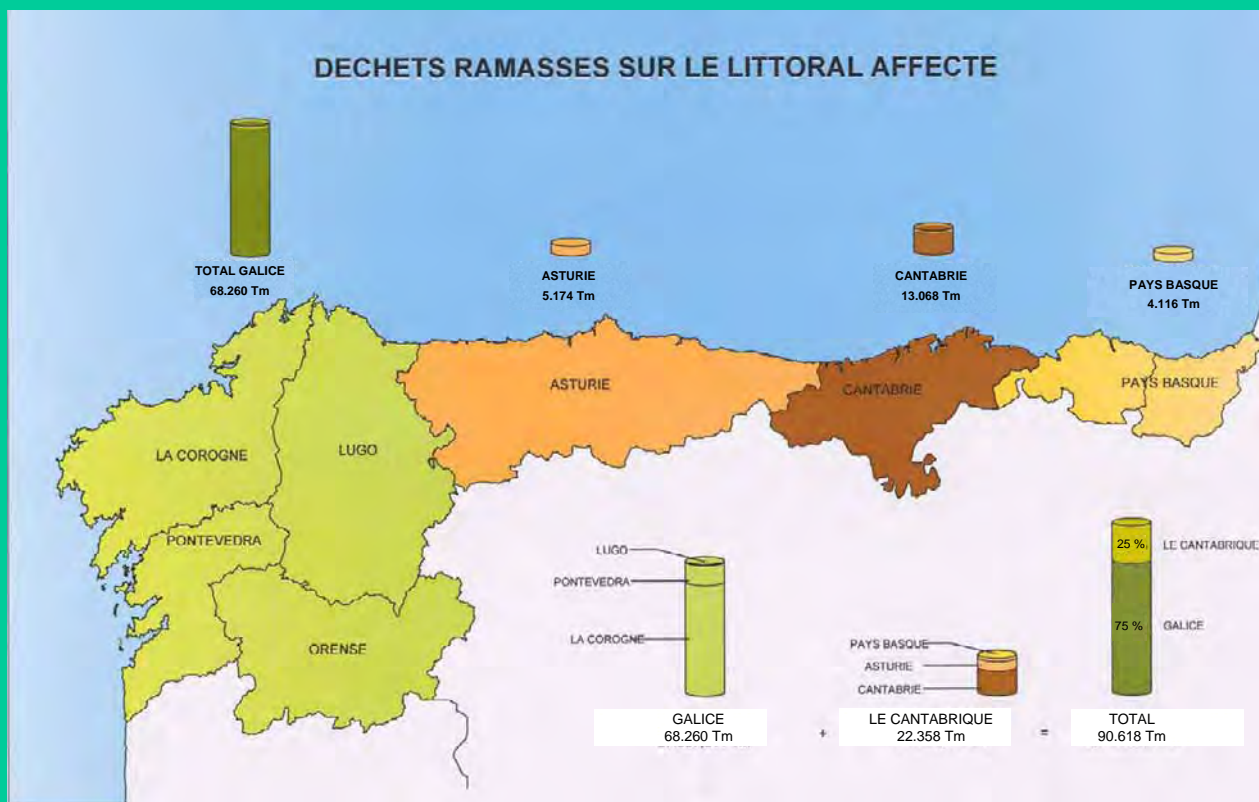 DECHETS RAMASSES SUR LE LITTORAL AFFECTE
TOTAL GALICE
68.260 Tm
ASTURIE
5.174 Tm
CANTABRIE
13.068 Tm
PAYS BASQUE
4.116 Tm
LA COROGNE
LUGO
ASTURIE
CANTABRIE
PAYS BASQUE
PONTEVEDRA
ORENSE
LUGO
PONTEVEDRA
LA COROGNE
PAYS BASQUE
ASTURIE
CANTABRIE
25 %
LE CANTABRIQUE
75 %
GALICE
GALICE
68.260 Tm
+
LE CANTABRIQUE
22.358 Tm
=
TOTAL
90.618 Tm